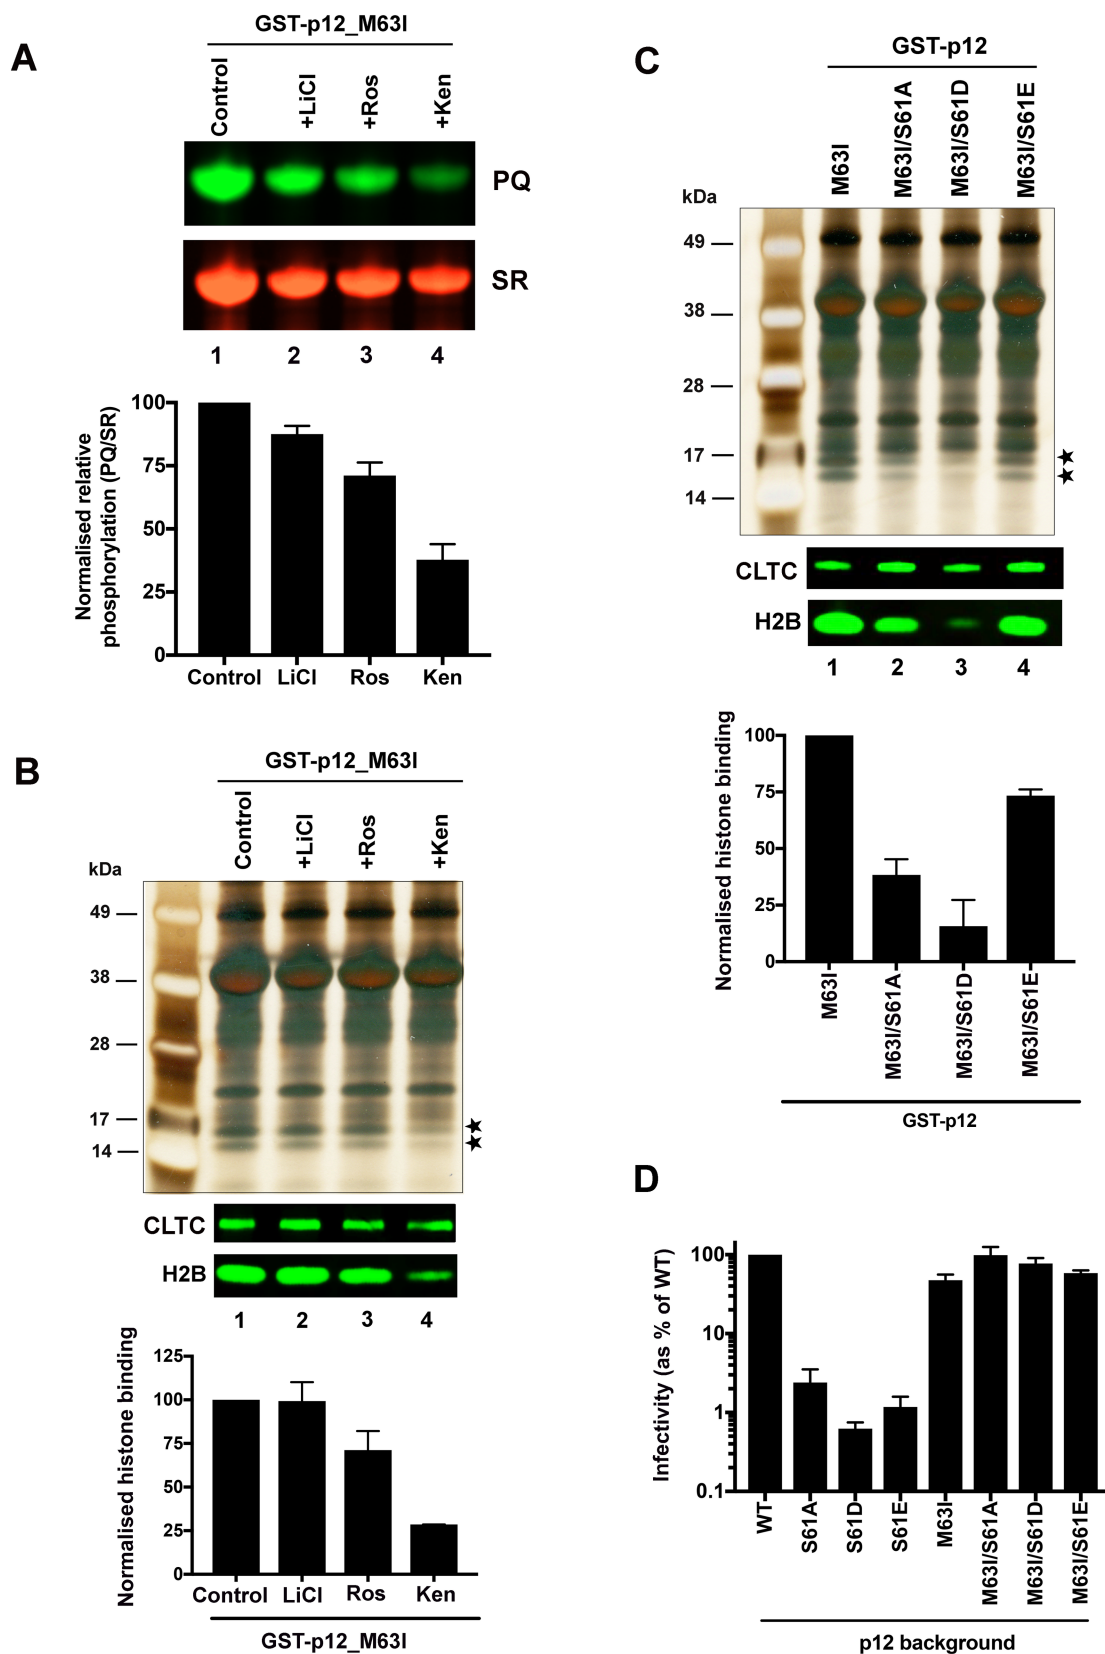 A
GST-p12_M63I
Control
+LiCl
+Ros
+Ken
PQ
SR
1 2 3 4
Normalised relative
phosphorylation (PQ/SR)
100
75
50
25
0
Control LiCl Ros Ken
B
GST-p12_M63I
Control
+LiCl
+Ros
+Ken
kDa
49
38
28
17
14
CLTC
H2B
1 2 3 4
Normalised histone binding
125
100
75
50
25
0
Control LiCl Ros Ken
GST-p12_M63I
C
GST-p12
M63I
M63I/S61A
M63I/S61D
M63I/S61E
kDa
49
38
28
17
14
CLTC
H2B
1 2 3 4
Normalised histone binding
100
75
50
25
0
M63I
M63I/S61A
M63I/S61D
M63I/S61E
GST-p12
D
Infectivity (as % of WT)
100
10
1
0.1
WT
S61A
S61D
S61E
M63I
M63I/S61A
M63I/S61D
M63I/S61E
p12 background